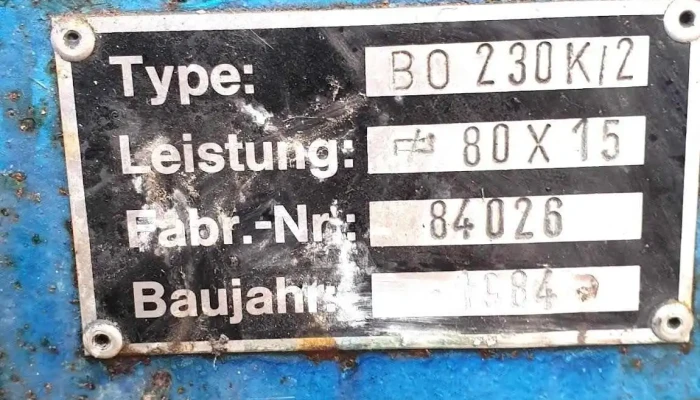 Type: BO 230K/2
Leistung: 80 X 15
Fabr.-Nr.: 84026
Baujahr: 1984